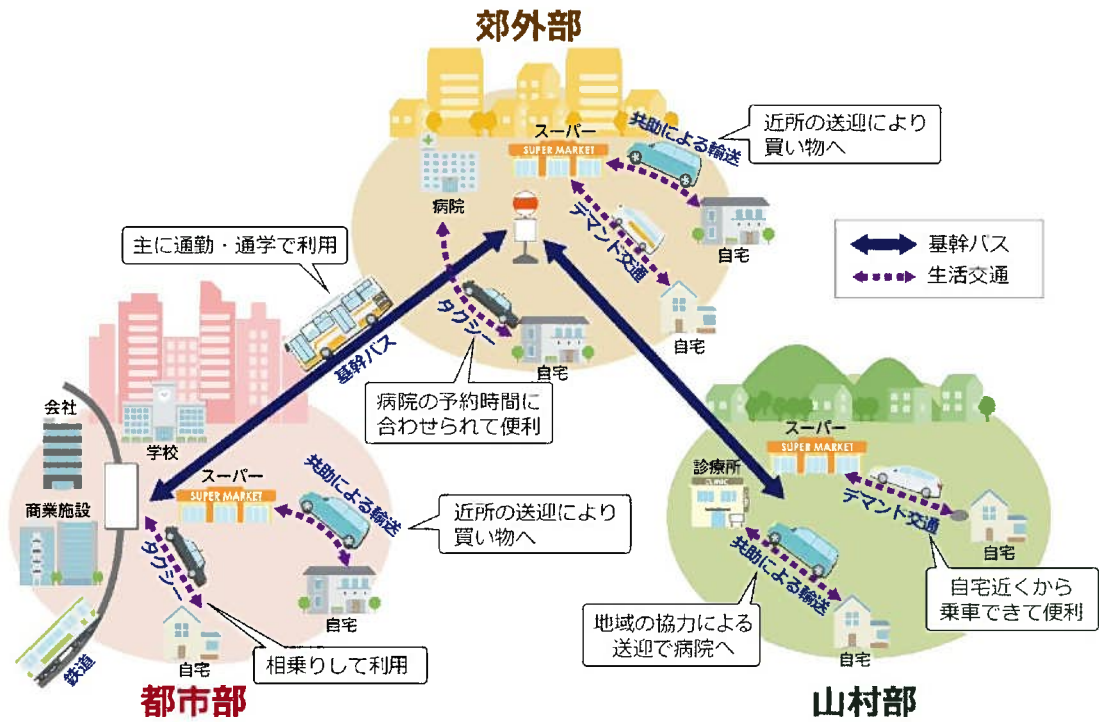 郊外部
スーパー
SUPER MARKET
共助による輸送
近所の送迎により
買い物へ
病院
デマンド交通
自宅
自宅
タクシー
自宅
病院の予約時間に
合わせられて便利
主に通勤・通学で利用
基幹バス
基幹バス
生活交通
会社
学校
商業施設
スーパー
SUPER MARKET
共助による輸送
近所の送迎により
買い物へ
タクシー
自宅
自宅
相乗りして利用
鉄道
都市部
スーパー
SUPER MARKET
診療所
CLINIC
デマンド交通
自宅
共助による輸送
自宅
自宅近くから
乗車できて便利
地域の協力による
送迎で病院へ
山村部